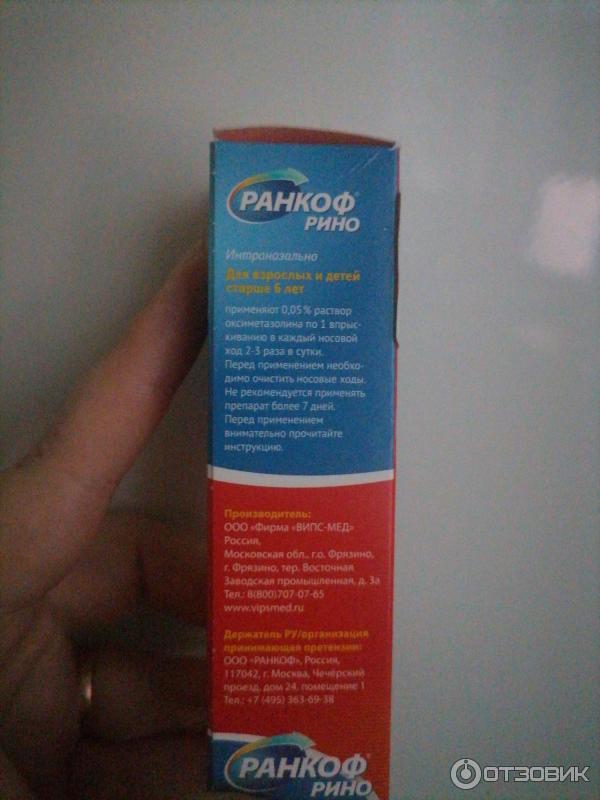 РАНКОФ®
РИНО
Интраназально
Для взрослых и детей
старше 6 лет
применяют 0,05% раствор
оксиметазолина по 1 впрыс-
киванию в каждый носовой
ход 2-3 раза в сутки.
Перед применением необхо-
димо очистить носовые ходы.
Не рекомендуется применять
препарат более 7 дней.
Перед применением
внимательно прочитайте
инструкцию.
Производитель:
ООО «Фирма «ВИПС-МЕД»
Россия,
Московская обл., г.о. Фрязино,
г. Фрязино, тер. Восточная
Заводская промышленная, д. 3а
Тел.: 8(800)707-07-65
www.vipsmed.ru
Держатель РУ/организация
принимающая претензии:
ООО «РАНКОФ», Россия,
117042, г. Москва, Чечёрский
проезд, дом 24, помещение 1
Тел.: +7 (495) 363-69-38
РАНКОФ®
РИНО
ОТЗОВИК